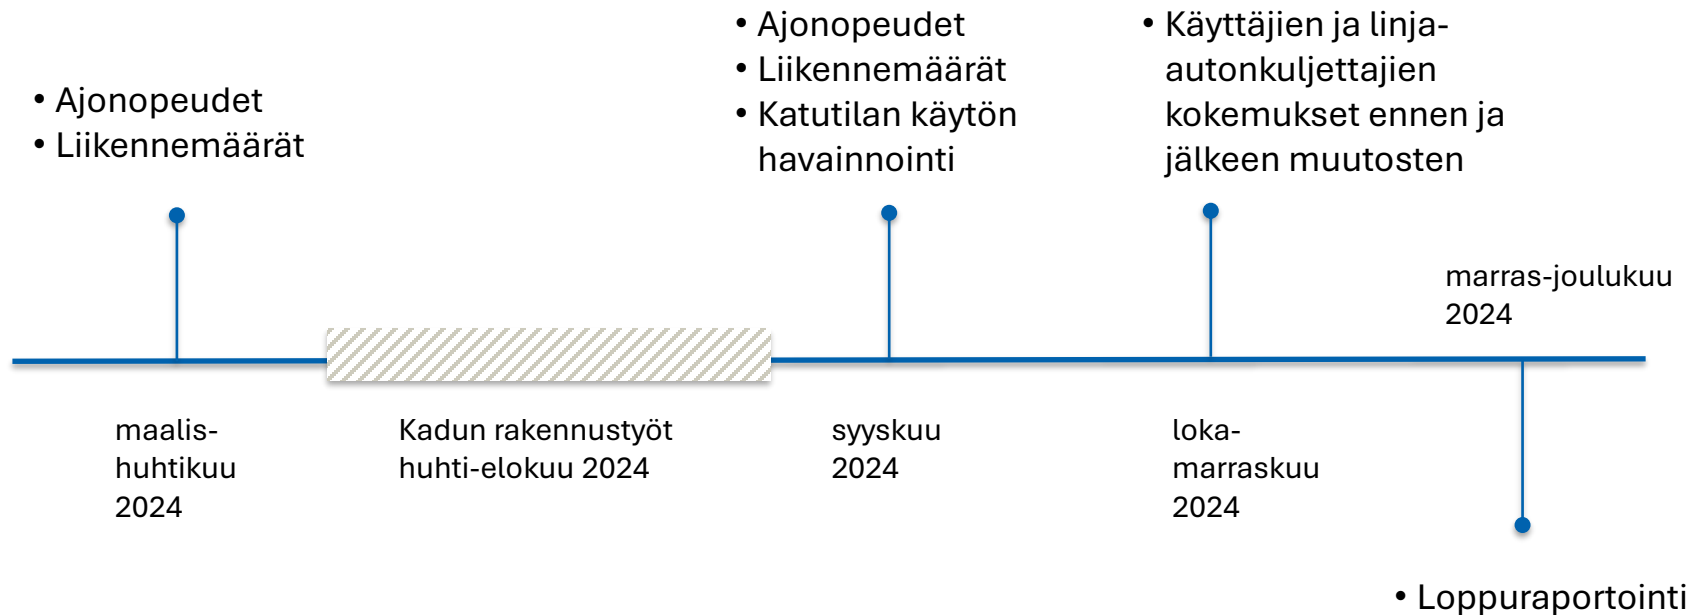 • Ajonopeudet
• Liikennemäärät
• Ajonopeudet
• Liikennemäärät
• Katutilan käytön
havainnointi
• Käyttäjien ja linja-
autonkuljettajien
kokemukset ennen ja
jälkeen muutosten
marras-joulukuu
2024
maalis-
huhtikuu
2024
Kadun rakennustyöt
huhti-elokuu 2024
syyskuu
2024
loka-
marraskuu
2024
• Loppuraportointi